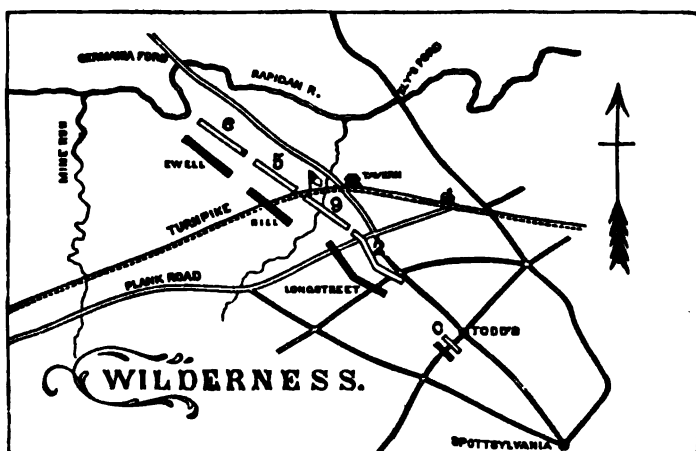 GERMANIA FORD
RAPIDAN R.
ELY'S FORD
MINE RUN
6
EWELL
5
TAVERN
TURNPIKE
HILL
9
2
PLANK ROAD
LONGSTREET
C
TODD'S
WILDERNESS.
SPOTTSYLVANIA